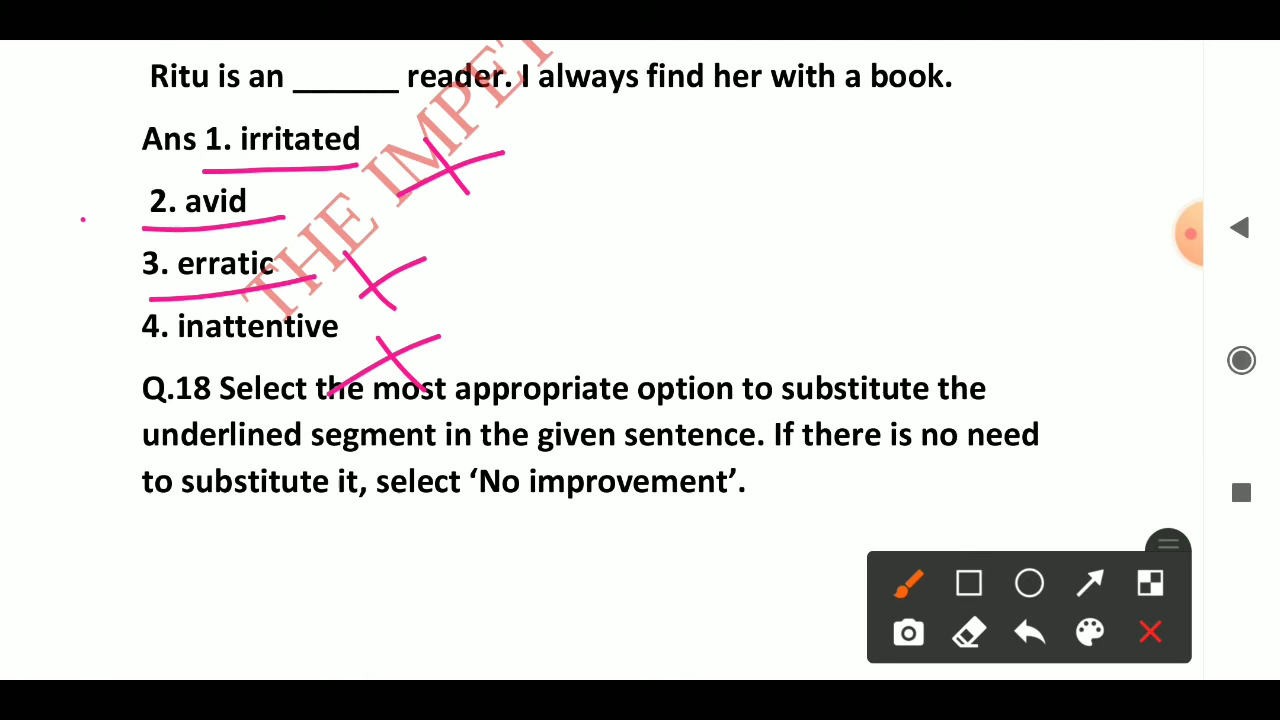 Ritu is an ______ reader. I always find her with a book.
Ans 1. irritated
2. avid
3. erratic
4. inattentive
Q.18 Select the most appropriate option to substitute the
underlined segment in the given sentence. If there is no need
to substitute it, select ‘No improvement’.
THE IMPET